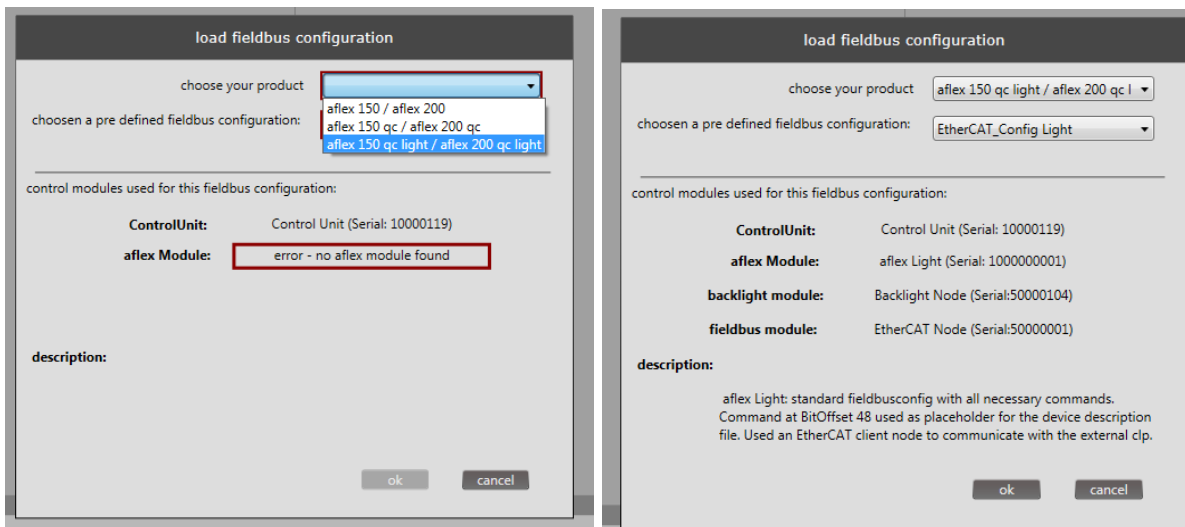 load fieldbus configuration
choose your product
aflex 150 / aflex 200
aflex 150 qc / aflex 200 qc
aflex 150 qc light / aflex 200 qc light
choosen a pre defined fieldbus configuration:
control modules used for this fieldbus configuration:
ControlUnit: Control Unit (Serial: 10000119)
aflex Module: error - no aflex module found
description:
ok cancel
load fieldbus configuration
choose your product aflex 150 qc light / aflex 200 qc l
choosen a pre defined fieldbus configuration: EtherCAT_Config Light
control modules used for this fieldbus configuration:
ControlUnit: Control Unit (Serial: 10000119)
aflex Module: aflex Light (Serial: 1000000001)
backlight module: Backlight Node (Serial:50000104)
fieldbus module: EtherCAT Node (Serial:50000001)
description:
aflex Light: standard fieldbusconfig with all necessary commands.
Command at BitOffset 48 used as placeholder for the device description
file. Used an EtherCAT client node to communicate with the external clp.
ok cancel